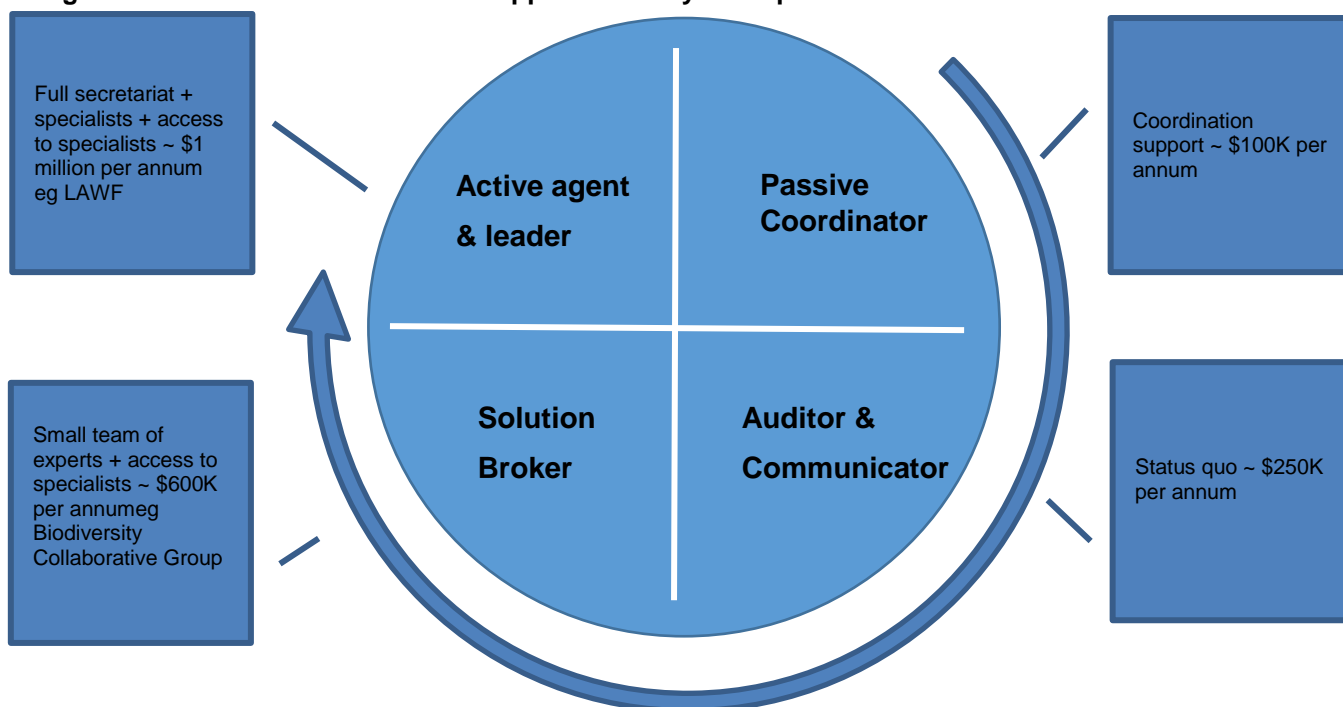 Full secretariat +
specialists + access
to specialists ~ $1
million per annum
eg LAWF
Active agent
& leader
Passive
Coordinator
Coordination
support ~ $100K per
annum
Small team of
experts + access to
specialists ~ $600K
per annumeg
Biodiversity
Collaborative Group
Solution
Broker
Auditor &
Communicator
Status quo ~ $250K
per annum